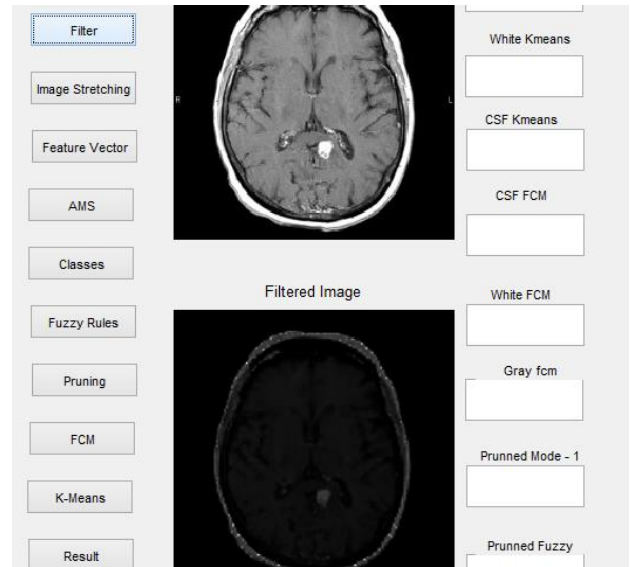 Filter
Image Stretching
Feature Vector
AMS
Classes
Fuzzy Rules
Pruning
FCM
K-Means
Result
R
L
Filtered Image
White Kmeans
CSF Kmeans
CSF FCM
White FCM
Gray fcm
Prunned Mode - 1
Prunned Fuzzy